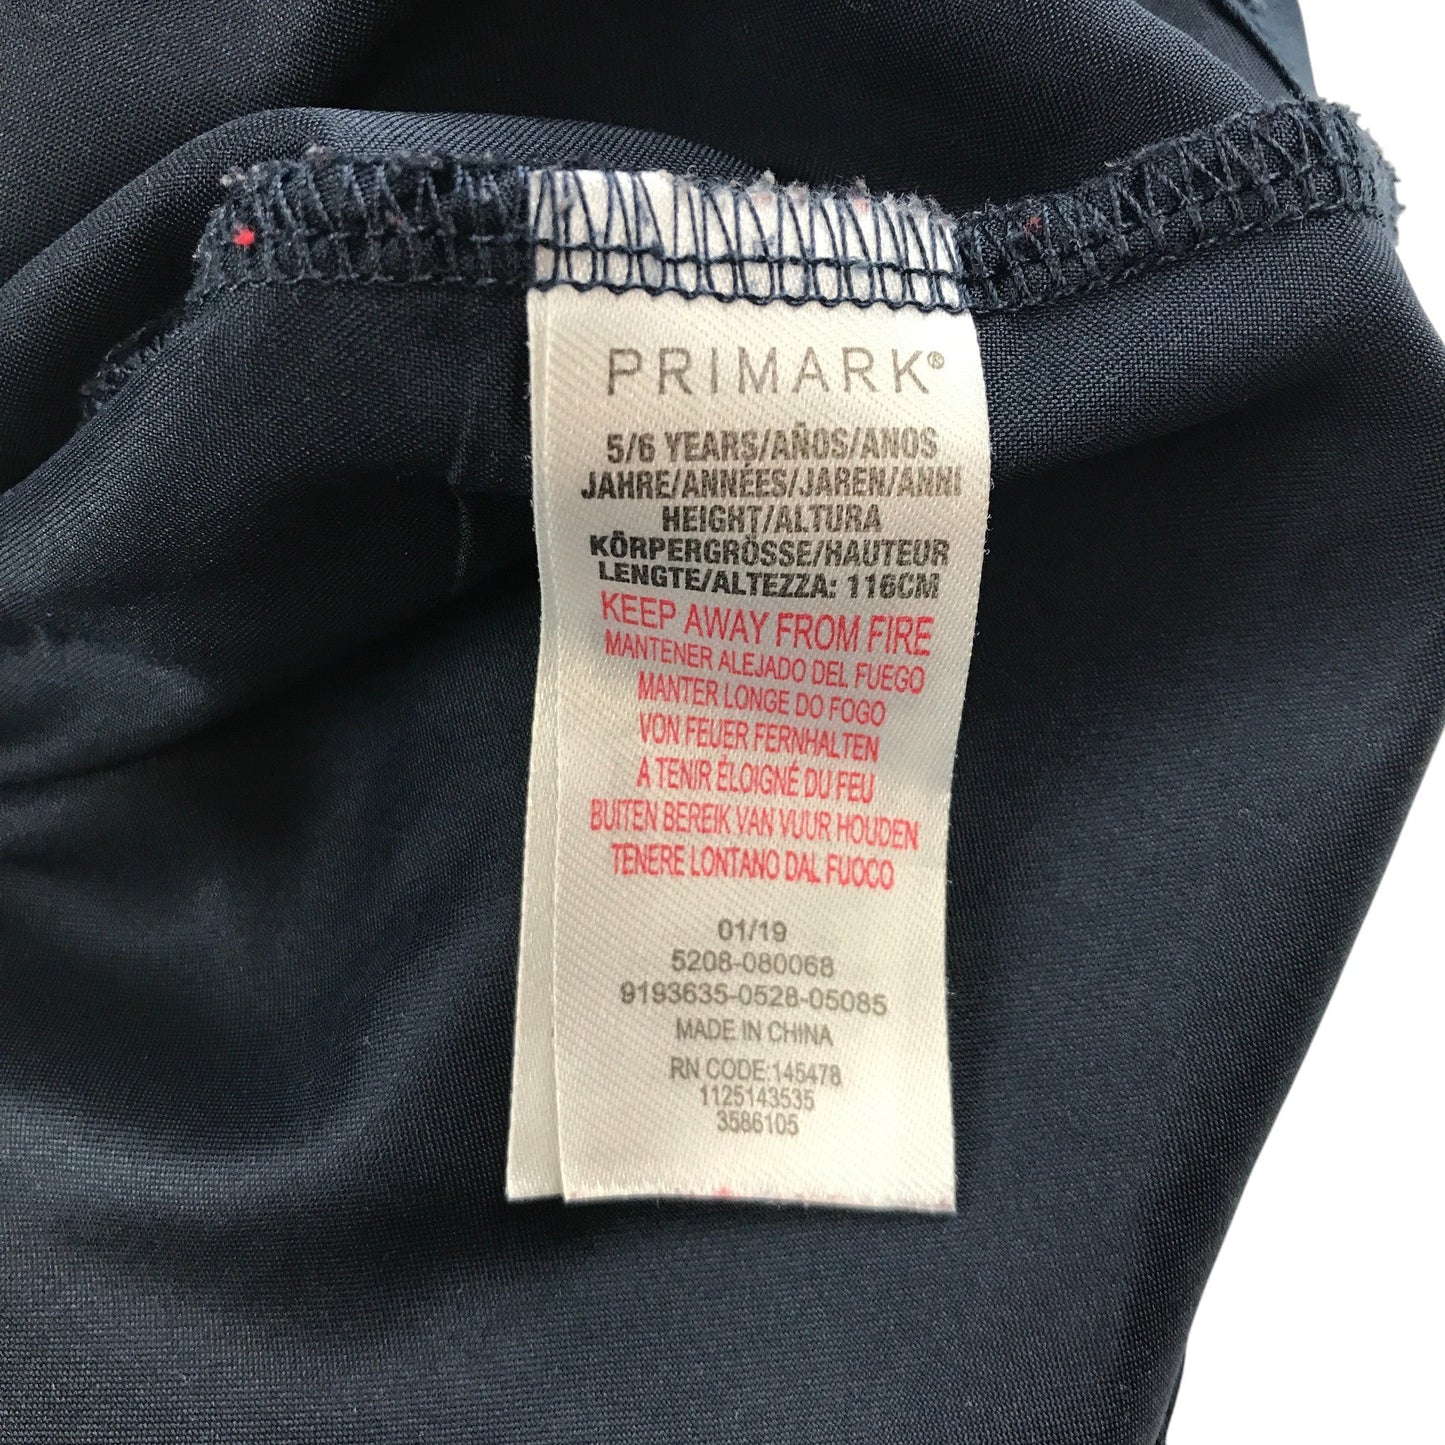 PRIMARK®
5/6 YEARS/AÑOS/ANOS
JAHRE/ANNÉES/JAREN/ANNI
HEIGHT/ALTURA
KÖRPERGRÖSSE/HAUTEUR
LENGTE/ALTEZZA: 116CM
KEEP AWAY FROM FIRE
MANTENER ALEJADO DEL FUEGO
MANTER LONGE DO FOGO
VON FEUER FERNHALTEN
A TENIR ÉLOIGNÉ DU FEU
BUITEN BEREIK VAN VUUR HOUDEN
TENERE LONTANO DAL FUOCO
01/19
5208-080068
9193635-0528-05085
MADE IN CHINA
RN CODE:145478
1125143535
3586105